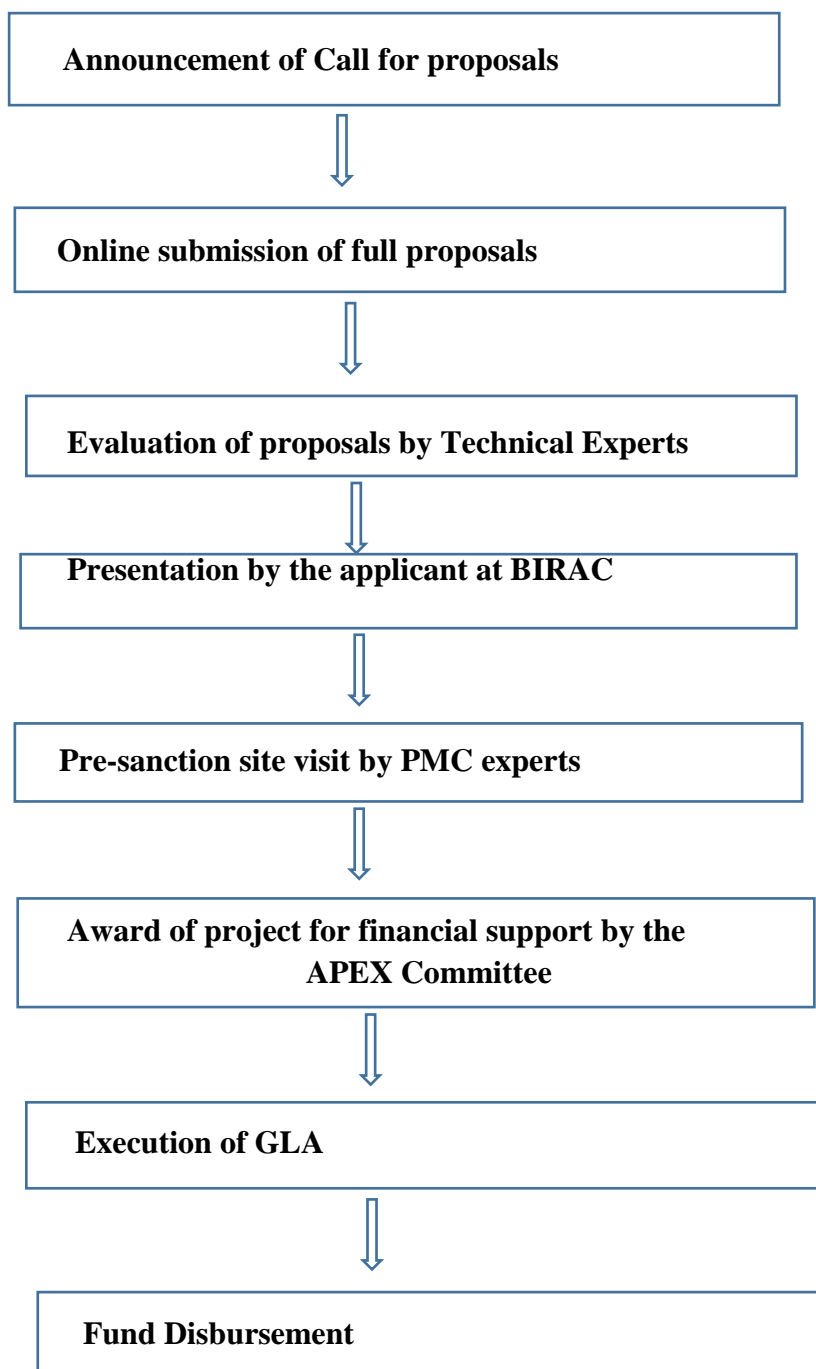 Announcement of Call for proposals
Online submission of full proposals
Evaluation of proposals by Technical Experts
Presentation by the applicant at BIRAC
Pre-sanction site visit by PMC experts
Award of project for financial support by the
APEX Committee
Execution of GLA
Fund Disbursement